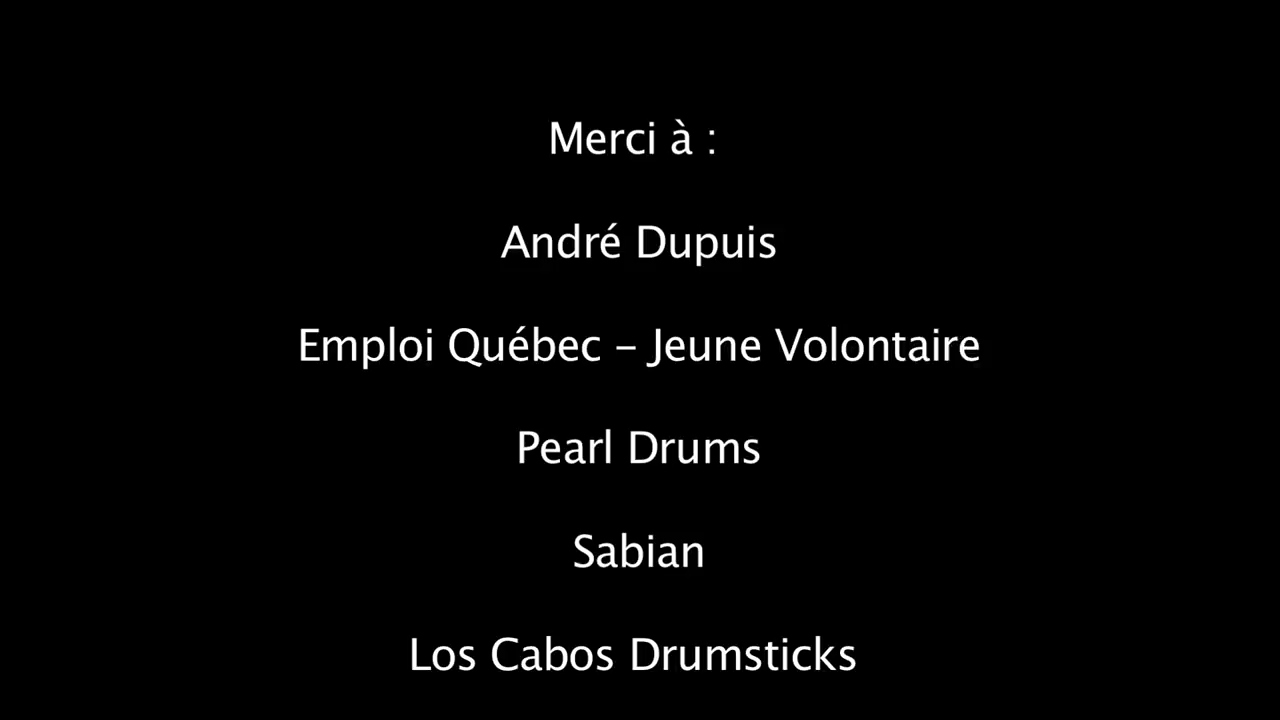 Merci à :
André Dupuis
Emploi Québec – Jeune Volontaire
Pearl Drums
Sabian
Los Cabos Drumsticks